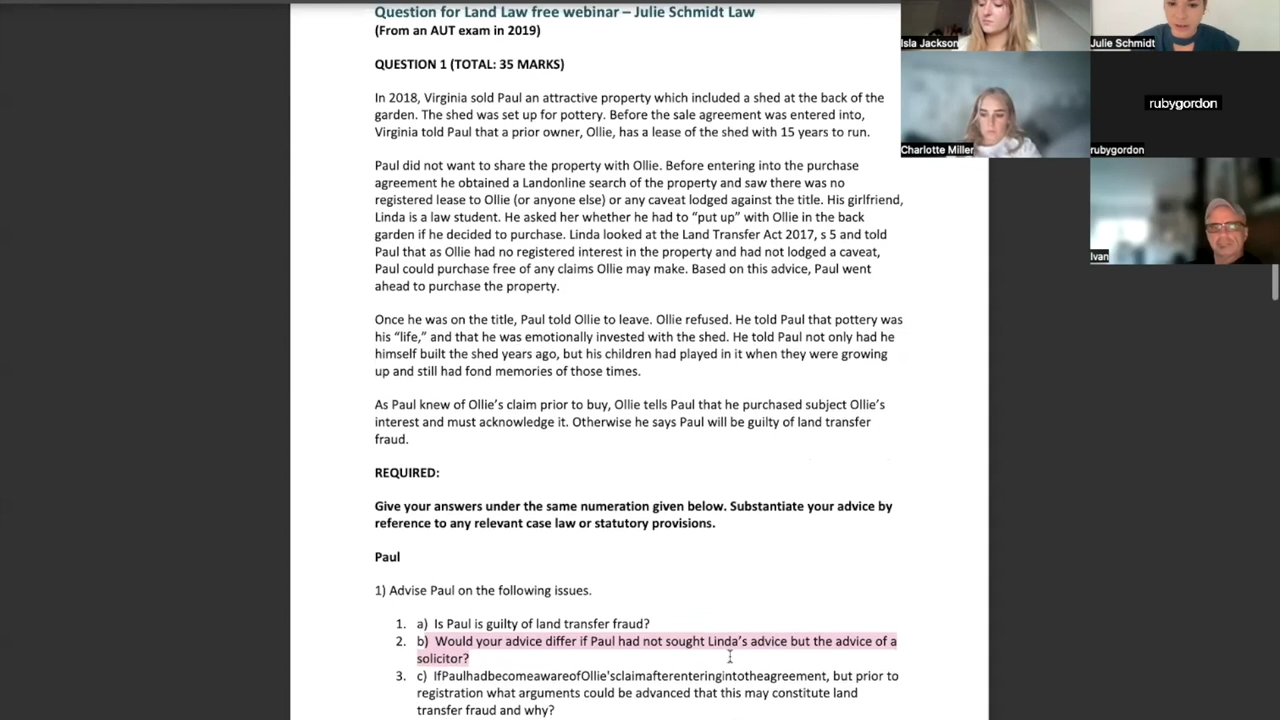 Question for Land Law free webinar – Julie Schmidt Law
(From an AUT exam in 2019)
QUESTION 1 (TOTAL: 35 MARKS)
In 2018, Virginia sold Paul an attractive property which included a shed at the back of the
garden. The shed was set up for pottery. Before the sale agreement was entered into,
Virginia told Paul that a prior owner, Ollie, has a lease of the shed with 15 years to run.
Paul did not want to share the property with Ollie. Before entering into the purchase
agreement he obtained a Landonline search of the property and saw there was no
registered lease to Ollie (or anyone else) or any caveat lodged against the title. His girlfriend,
Linda is a law student. He asked her whether he had to “put up” with Ollie in the back
garden if he decided to purchase. Linda looked at the Land Transfer Act 2017, s 5 and told
Paul that as Ollie had no registered interest in the property and had not lodged a caveat,
Paul could purchase free of any claims Ollie may make. Based on this advice, Paul went
ahead to purchase the property.
Once he was on the title, Paul told Ollie to leave. Ollie refused. He told Paul that pottery was
his “life,” and that he was emotionally invested with the shed. He told Paul not only had he
himself built the shed years ago, but his children had played in it when they were growing
up and still had fond memories of those times.
As Paul knew of Ollie’s claim prior to buy, Ollie tells Paul that he purchased subject Ollie’s
interest and must acknowledge it. Otherwise he says Paul will be guilty of land transfer
fraud.
REQUIRED:
Give your answers under the same numeration given below. Substantiate your advice by
reference to any relevant case law or statutory provisions.
Paul
1) Advise Paul on the following issues.
1. a) Is Paul is guilty of land transfer fraud?
2. b) Would your advice differ if Paul had not sought Linda’s advice but the advice of a
solicitor?
3. c) IfPaulhadbecomeawareofOllie'sclaimafterenteringintotheagreement, but prior to
registration what arguments could be advanced that this may constitute land
transfer fraud and why?
Isla Jackson
Julie Schmidt
Charlotte Miller
rubygordon
rubygordon
Ivan